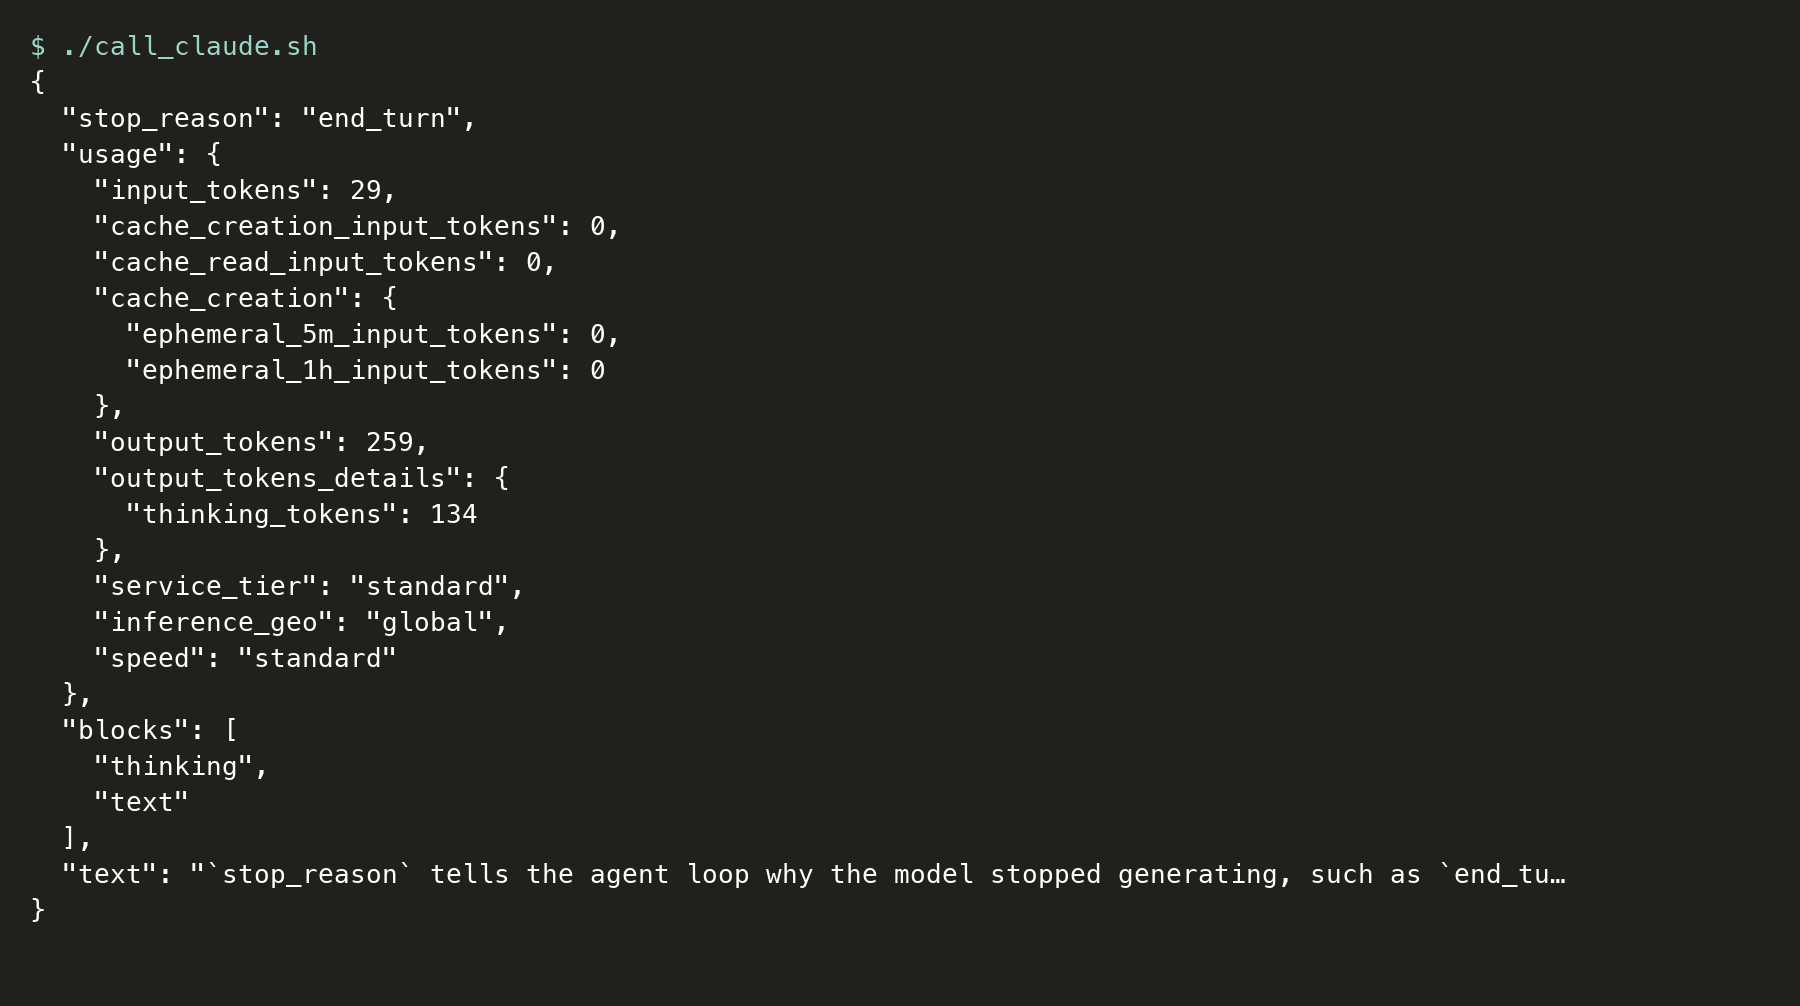 $ ./call_claude.sh
{
  "stop_reason": "end_turn",
  "usage": {
    "input_tokens": 29,
    "cache_creation_input_tokens": 0,
    "cache_read_input_tokens": 0,
    "cache_creation": {
      "ephemeral_5m_input_tokens": 0,
      "ephemeral_1h_input_tokens": 0
    },
    "output_tokens": 259,
    "output_tokens_details": {
      "thinking_tokens": 134
    },
    "service_tier": "standard",
    "inference_geo": "global",
    "speed": "standard"
  },
  "blocks": [
    "thinking",
    "text"
  ],
  "text": "`stop_reason` tells the agent loop why the model stopped generating, such as `end_tu…
}